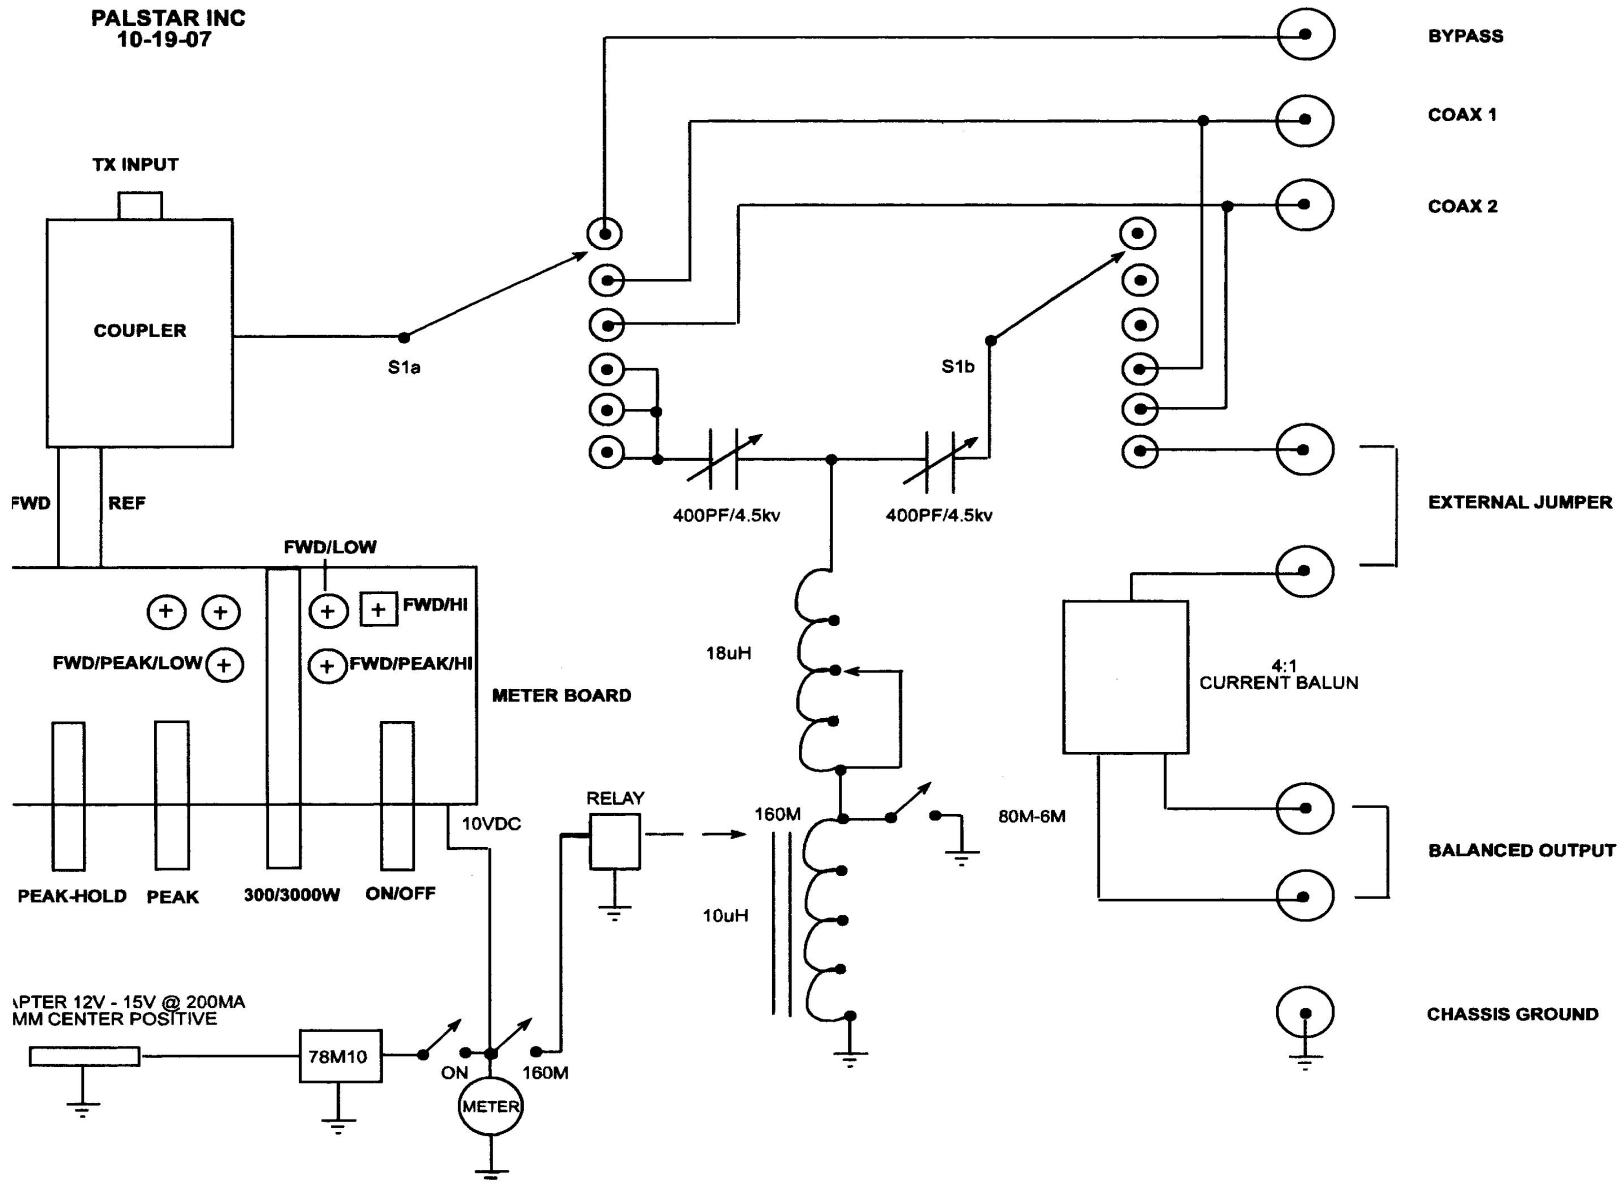 PALSTAR INC
10-19-07
BYPASS
COAX 1
TX INPUT
COAX 2
COUPLER
S1a
S1b
FWD
REF
400PF/4.5kv
400PF/4.5kv
EXTERNAL JUMPER
FWD/LOW
FWD/HI
FWD/PEAK/LOW
FWD/PEAK/HI
18uH
4:1
CURRENT BALUN
METER BOARD
RELAY
10VDC
160M
80M-6M
BALANCED OUTPUT
PEAK-HOLD
PEAK
300/3000W
ON/OFF
10uH
PTER 12V - 15V @ 200MA
MM CENTER POSITIVE
CHASSIS GROUND
78M10
ON
160M
METER